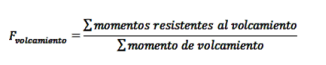 F_volcamiento = ∑momentos resistentes al volcamiento / ∑momento de volcamiento